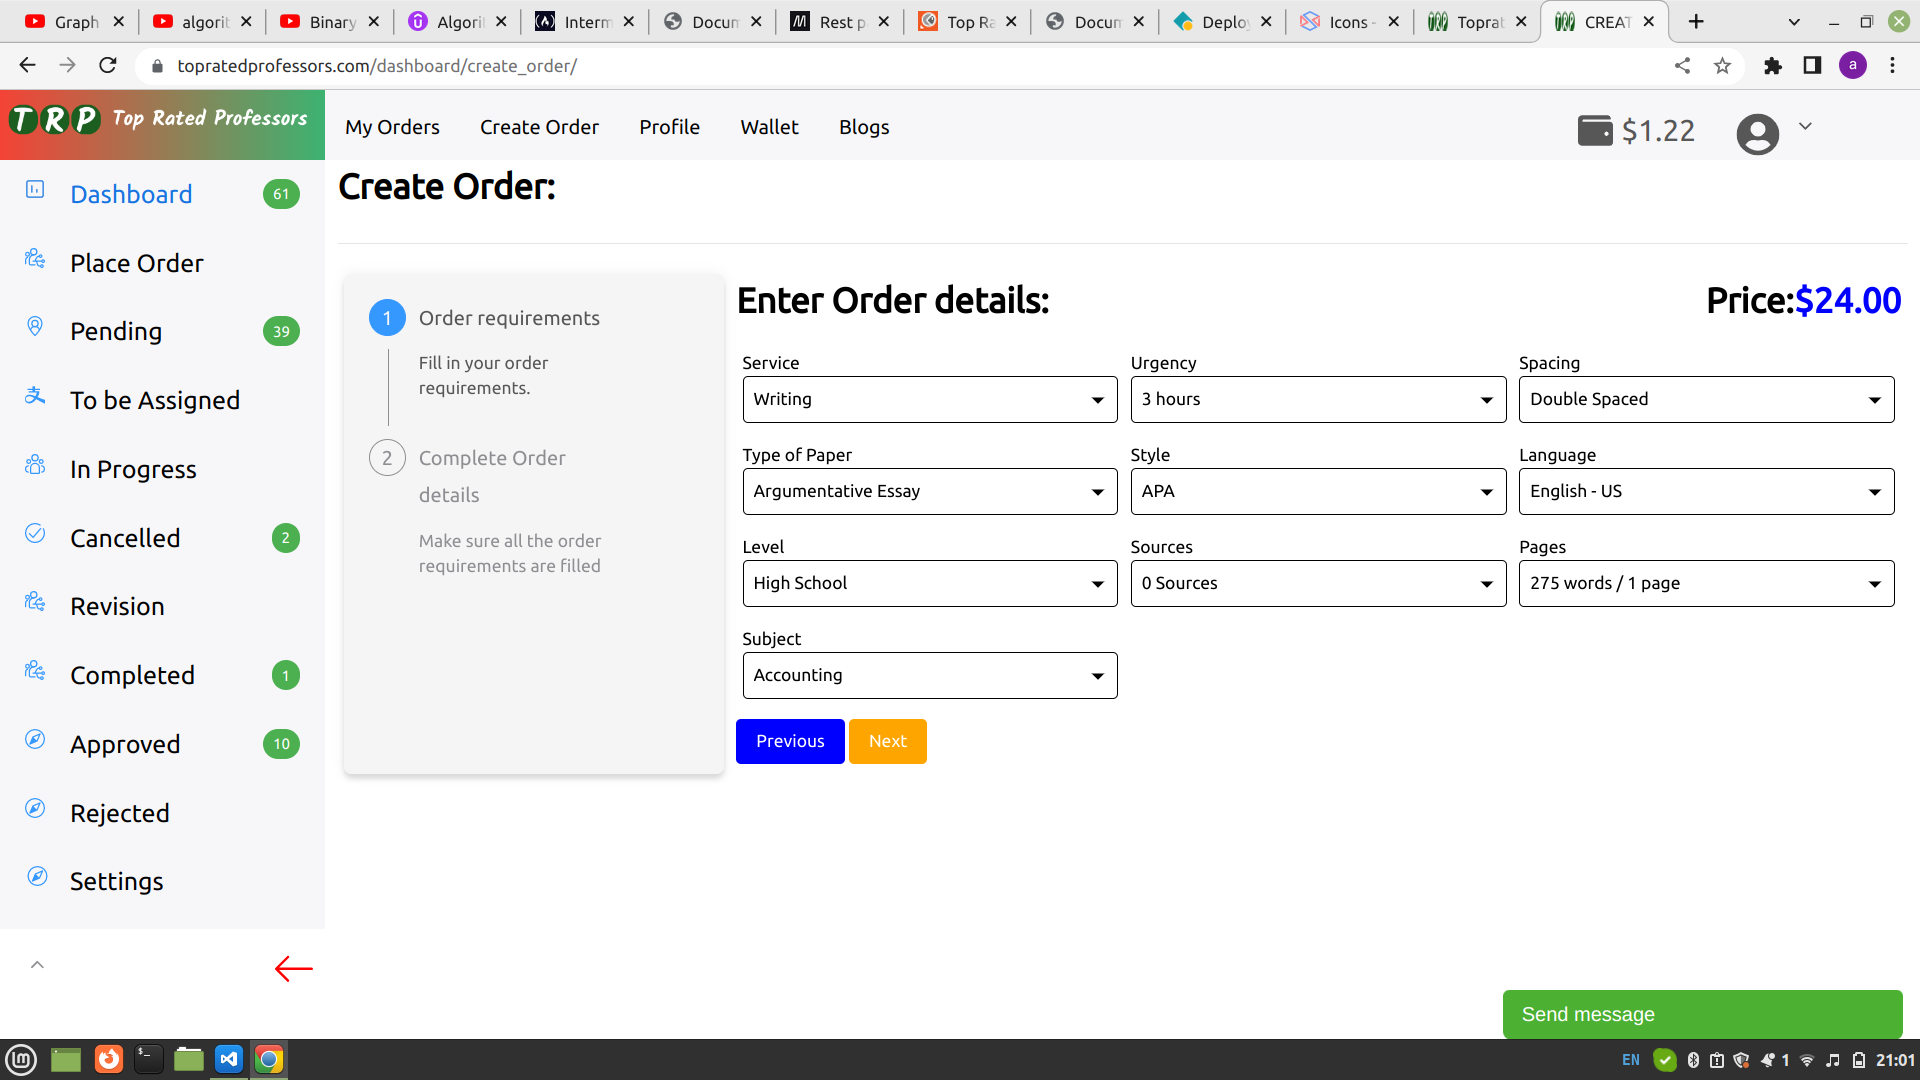 Graph
algorit
Binary
Algorit
Interm
Docum
Rest p
Top Ra
Docum
Deploy
Icons -
Toprat
CREAT
topratedprofessors.com/dashboard/create_order/
a
TRP Top Rated Professors
My Orders
Create Order
Profile
Wallet
Blogs
$1.22
Dashboard 61
Place Order
Pending 39
To be Assigned
In Progress
Cancelled 2
Revision
Completed 1
Approved 10
Rejected
Settings
Create Order:
1 Order requirements
Fill in your order
requirements.
2 Complete Order
details
Make sure all the order
requirements are filled
Enter Order details:
Price:$24.00
Service
Writing
Urgency
3 hours
Spacing
Double Spaced
Type of Paper
Argumentative Essay
Style
APA
Language
English - US
Level
High School
Sources
0 Sources
Pages
275 words / 1 page
Subject
Accounting
Previous
Next
Send message
EN
1
21:01